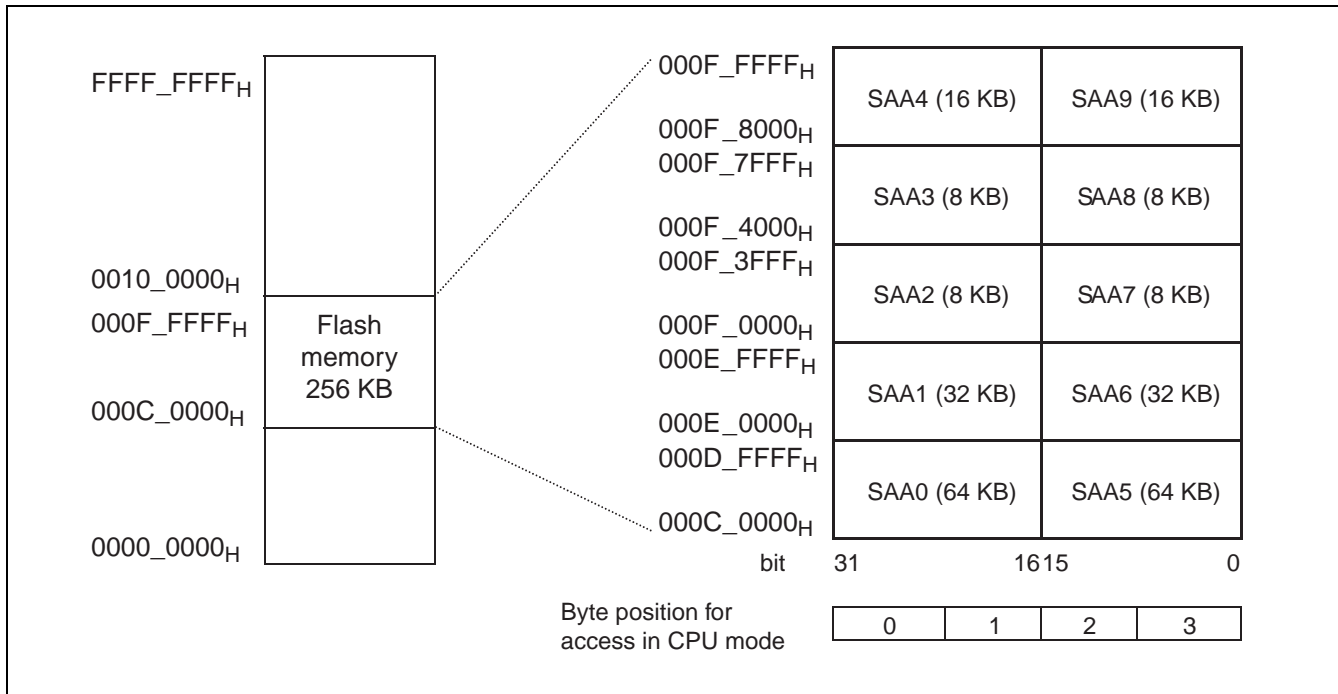 FFFF_FFFFH
0010_0000H
000F_FFFFH
000C_0000H
0000_0000H
Flash
memory
256 KB
000F_FFFFH
000F_8000H
000F_7FFFH
000F_4000H
000F_3FFFH
000F_0000H
000E_FFFFH
000E_0000H
000D_FFFFH
000C_0000H
SAA4 (16 KB) SAA9 (16 KB)
SAA3 (8 KB) SAA8 (8 KB)
SAA2 (8 KB) SAA7 (8 KB)
SAA1 (32 KB) SAA6 (32 KB)
SAA0 (64 KB) SAA5 (64 KB)
bit 31 16 15 0
Byte position for
access in CPU mode
0 1 2 3